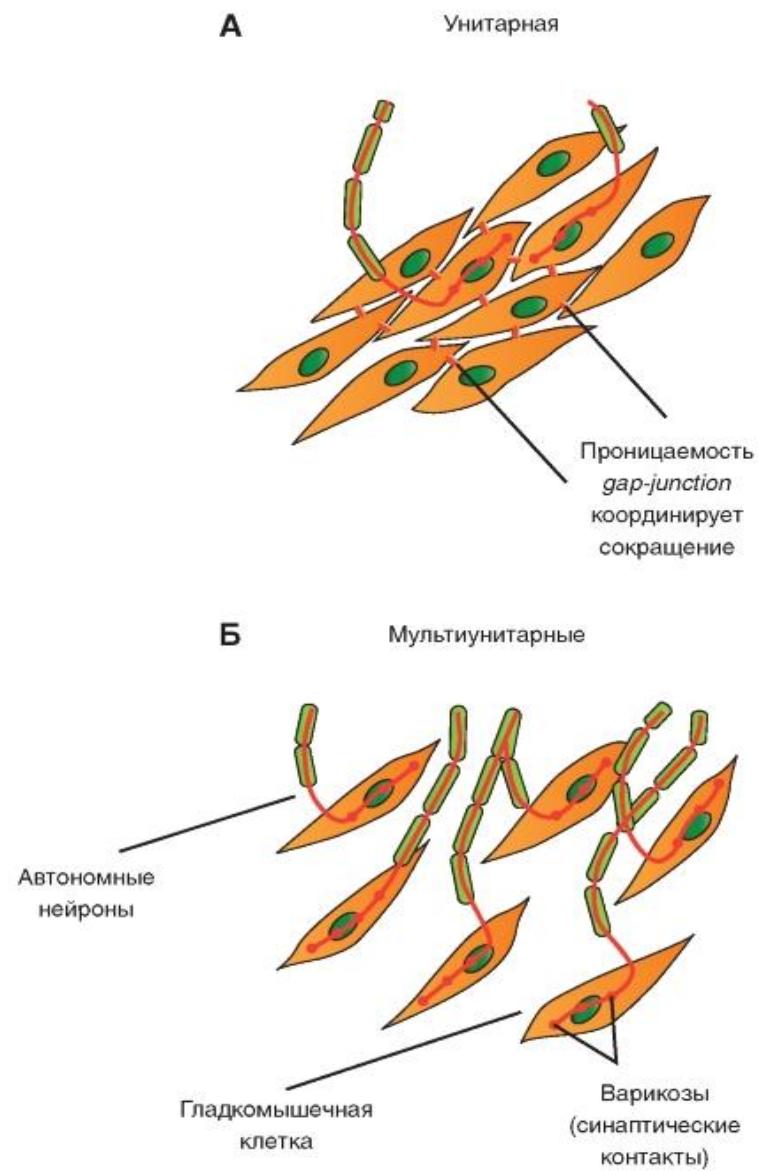 А
Унитарная
Проницаемость
gap-junction
координирует
сокращение
Б
Мультиунитарные
Автономные
нейроны
Гладкомышечная
клетка
Варикозы
(синаптические
контакты)